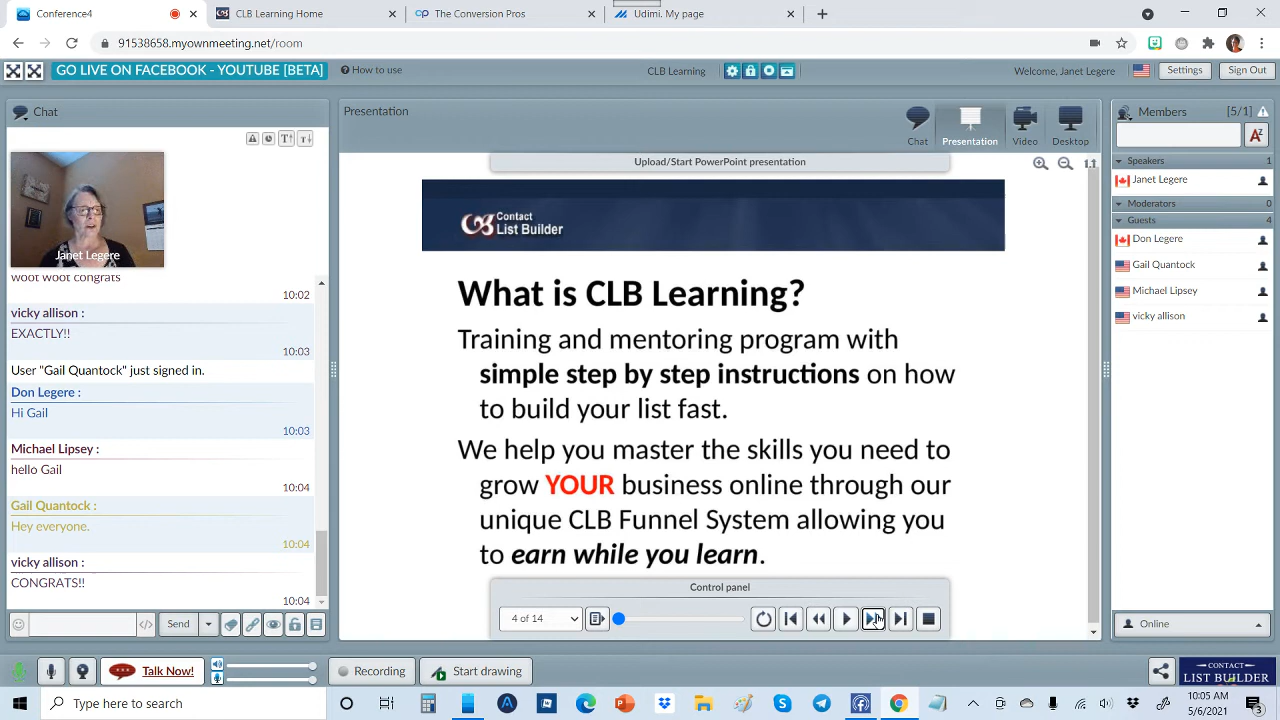 Conference4
CLB Learning Home
The Conversion Pros
Udimi. My page
91538658.myownmeeting.net/room
GO LIVE ON FACEBOOK - YOUTUBE [BETA]
How to use
CLB Learning
Welcome, Janet Legere
Settings
Sign Out
Chat
Janet Legere
woot woot congrats
10:02
vicky allison :
EXACTLY!!
10:03
User "Gail Quantock" just signed in.
Don Legere :
Hi Gail
10:03
Michael Lipsey :
hello Gail
10:04
Gail Quantock :
Hey everyone.
10:04
vicky allison :
CONGRATS!!
10:04
Send
Presentation
Chat
Presentation
Video
Desktop
Upload/Start PowerPoint presentation
1:1
Contact
List Builder
What is CLB Learning?
Training and mentoring program with
simple step by step instructions on how
to build your list fast.
We help you master the skills you need to
grow YOUR business online through our
unique CLB Funnel System allowing you
to earn while you learn.
Control panel
4 of 14
Members [5/1]
Speakers 1
Janet Legere
Moderators 0
Guests 4
Don Legere
Gail Quantock
Michael Lipsey
vicky allison
Online
Talk Now!
Recording
Start drawing
CONTACT
LIST BUILDER
Type here to search
10:05 AM
5/6/2021